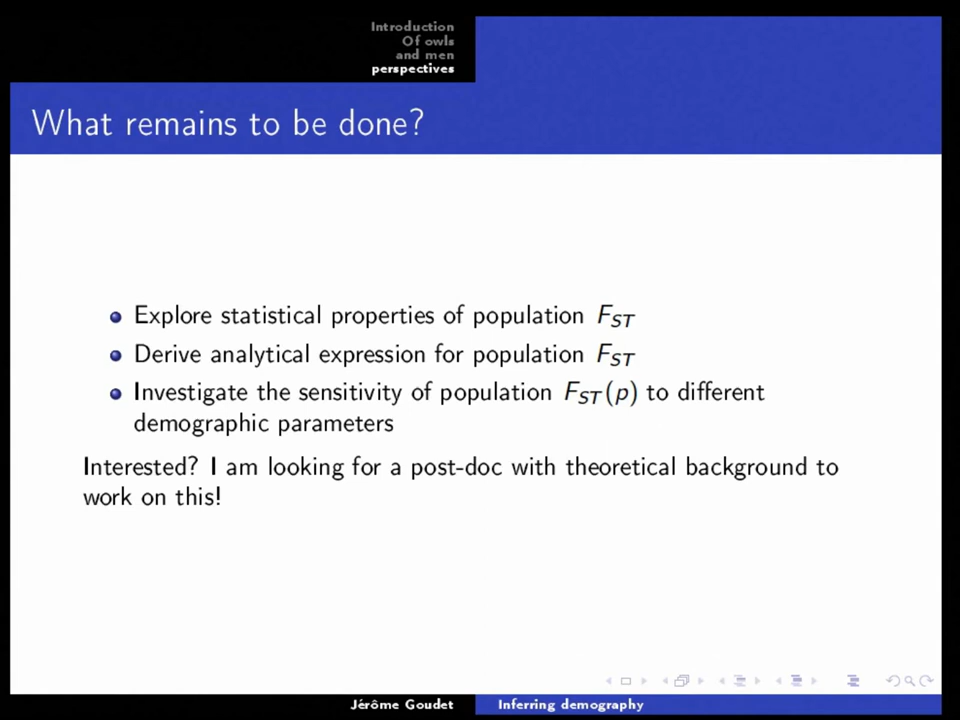 Introduction
Of owls
and men
perspectives
What remains to be done?
Explore statistical properties of population F_ST
Derive analytical expression for population F_ST
Investigate the sensitivity of population F_ST(p) to different
demographic parameters
Interested? I am looking for a post-doc with theoretical background to
work on this!
Jérôme Goudet
Inferring demography